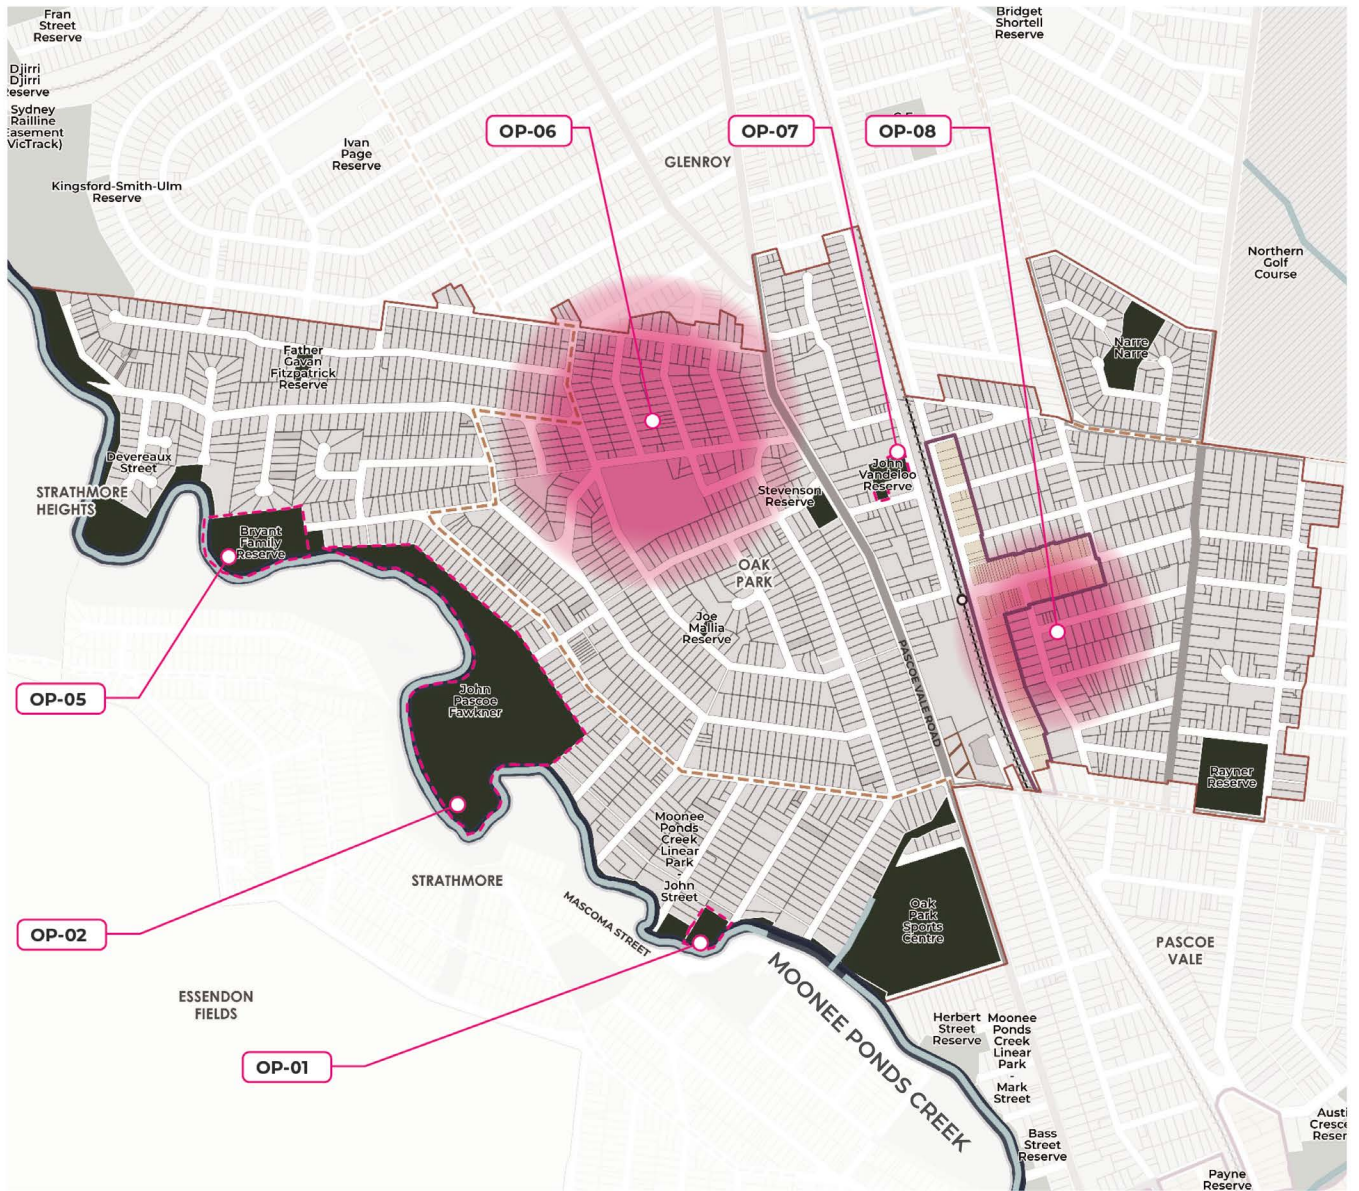 Fran
Street
Reserve
Bridget
Shortell
Reserve
Djirri
Djirri
Reserve
Sydney
Railline
Easement
VicTrack)
OP-06
OP-07
OP-08
Ivan
Page
Reserve
GLENROY
Kingsford-Smith-Ulm
Reserve
Northern
Golf
Course
Narre
Narre
Father
Gavan
Fitzpatrick
Reserve
Devereaux
Street
John
Vandeloo
Reserve
STRATHMORE
HEIGHTS
Stevenson
Reserve
Bryant
Family
Reserve
OAK
PARK
Joe
Mallia
Reserve
PASCOE VALE ROAD
OP-05
John
Pascoe
Fawkner
Rayner
Reserve
Moonee
Ponds
Creek
Linear
Park
-
John
Street
STRATHMORE
MASCOMA STREET
Oak
Park
Sports
Centre
OP-02
PASCOE
VALE
MOONEE PONDS CREEK
ESSENDON
FIELDS
OP-01
Herbert
Street
Reserve
Moonee
Ponds
Creek
Linear
Park
-
Mark
Street
Bass
Street
Reserve
Austi
Cresce
Reser
Payne
Reserve